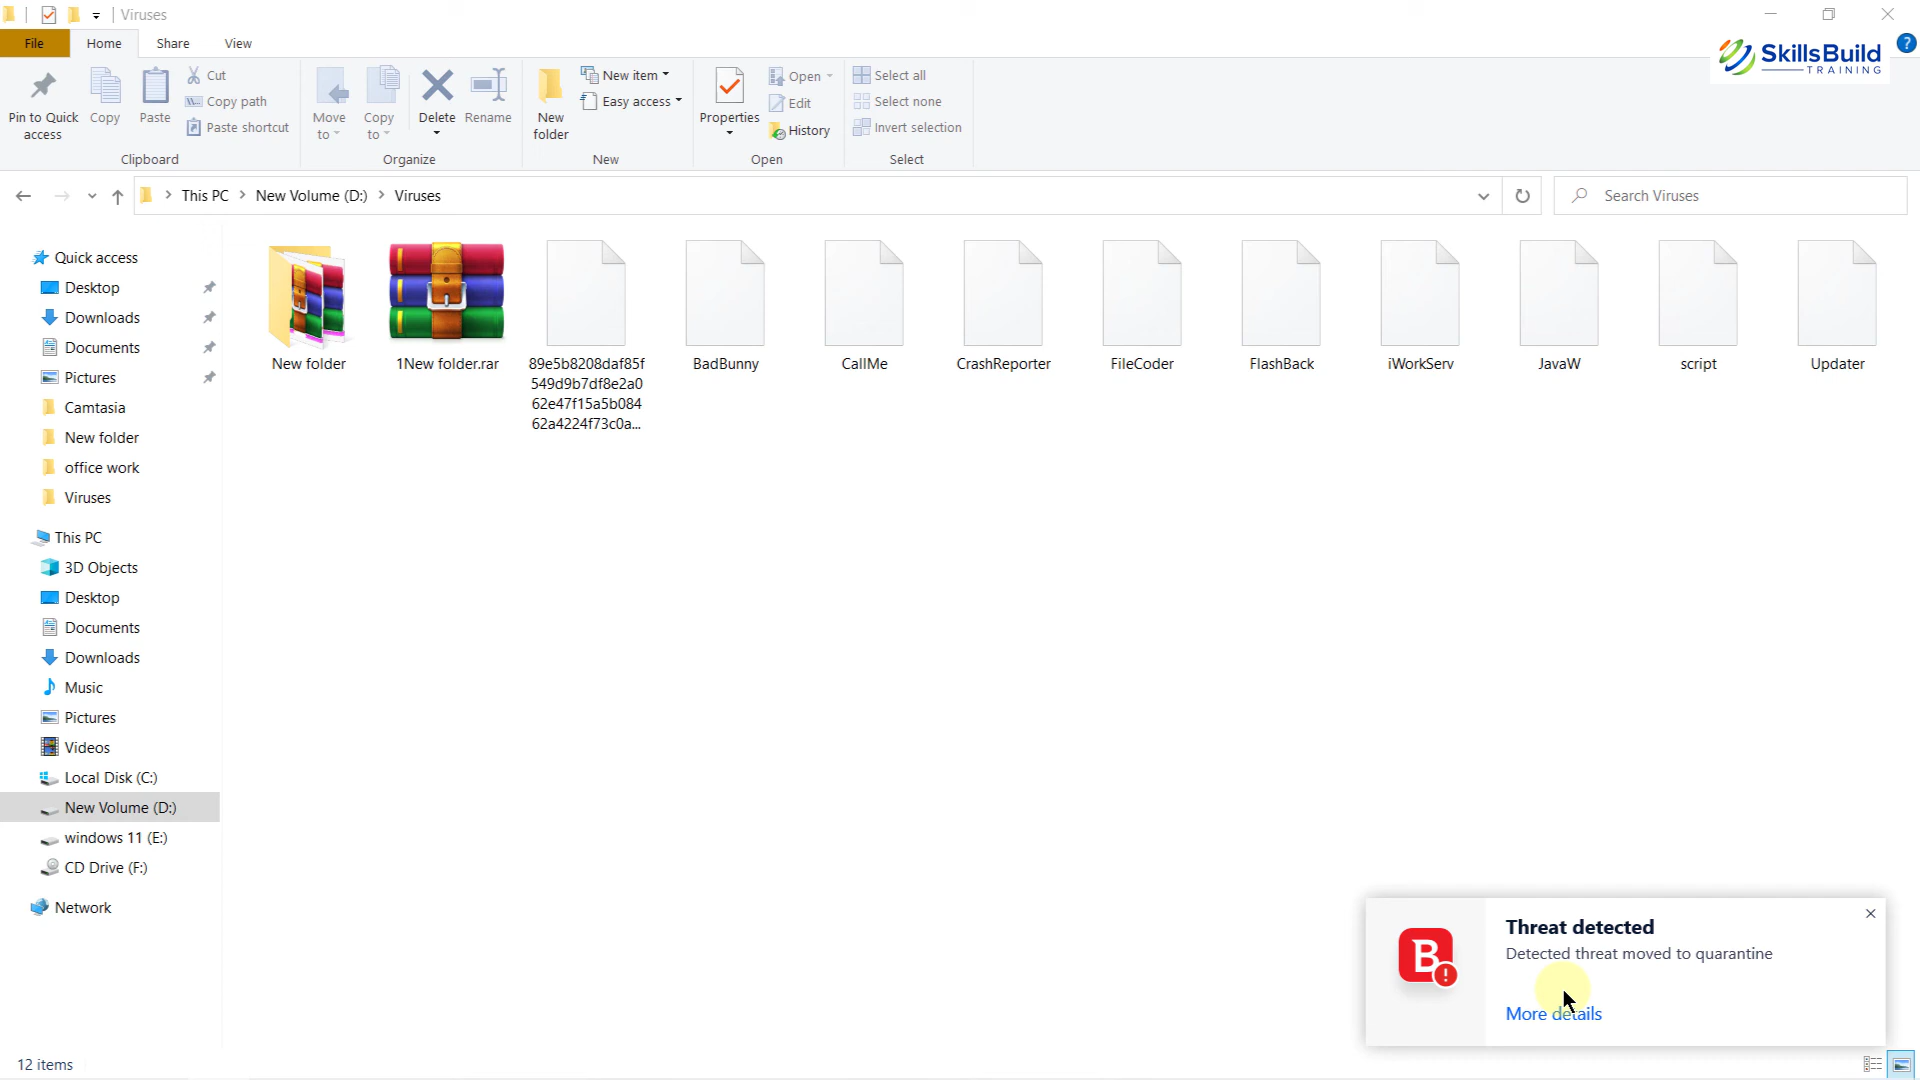 Viruses
File
Home
Share
View
SkillsBuild
TRAINING
?
Pin to Quick
access
Copy
Paste
Cut
Copy path
Paste shortcut
Clipboard
Move
to
Copy
to
Delete
Rename
Organize
New
folder
New item
Easy access
New
Properties
Open
Edit
History
Open
Select all
Select none
Invert selection
Select
This PC
New Volume (D:)
Viruses
Search Viruses
Quick access
Desktop
Downloads
Documents
Pictures
Camtasia
New folder
office work
Viruses
This PC
3D Objects
Desktop
Documents
Downloads
Music
Pictures
Videos
Local Disk (C:)
New Volume (D:)
windows 11 (E:)
CD Drive (F:)
Network
New folder
1New folder.rar
89e5b8208daf85f
549d9b7df8e2a0
62e47f15a5b084
62a4224f73c0a...
BadBunny
CallMe
CrashReporter
FileCoder
FlashBack
iWorkServ
JavaW
script
Updater
B
!
Threat detected
Detected threat moved to quarantine
More details
12 items